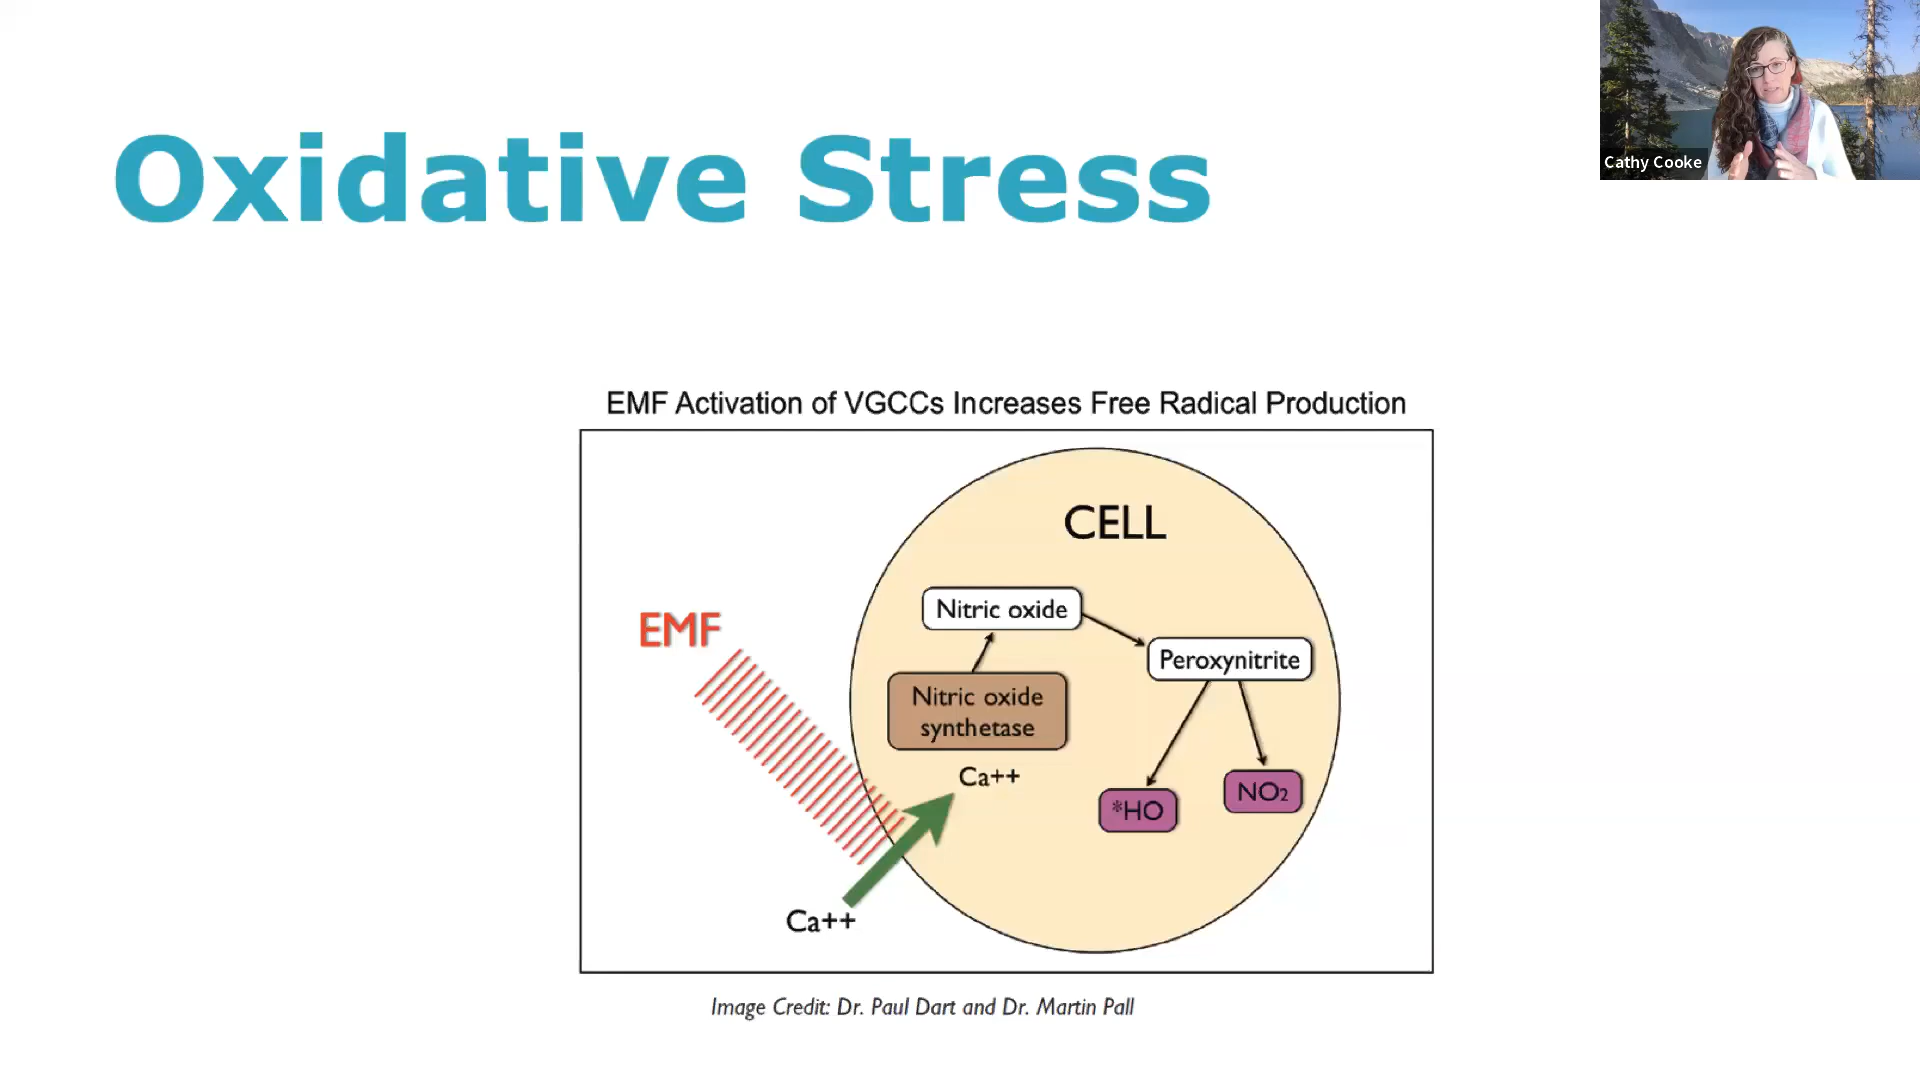 Oxidative Stress
Cathy Cooke
EMF Activation of VGCCs Increases Free Radical Production
CELL
EMF
Nitric oxide
Peroxynitrite
Nitric oxide
synthetase
Ca++
*HO
NO₂
Ca++
Image Credit: Dr. Paul Dart and Dr. Martin Pall